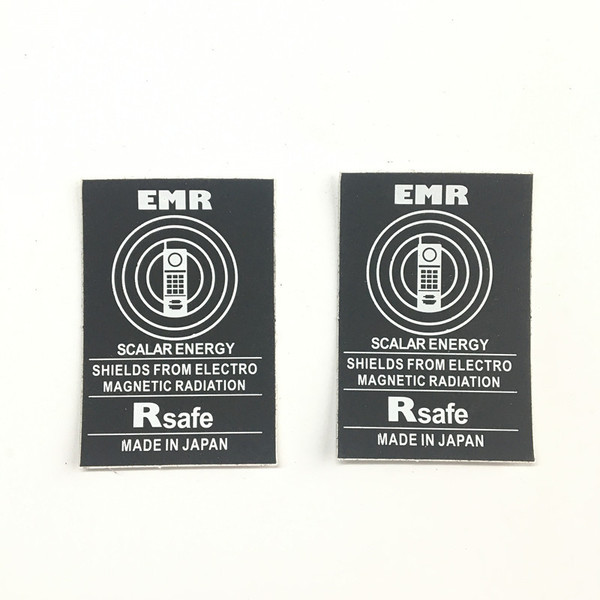 EMR
SCALAR ENERGY
SHIELDS FROM ELECTRO
MAGNETIC RADIATION
Rsafe
MADE IN JAPAN
EMR
SCALAR ENERGY
SHIELDS FROM ELECTRO
MAGNETIC RADIATION
Rsafe
MADE IN JAPAN